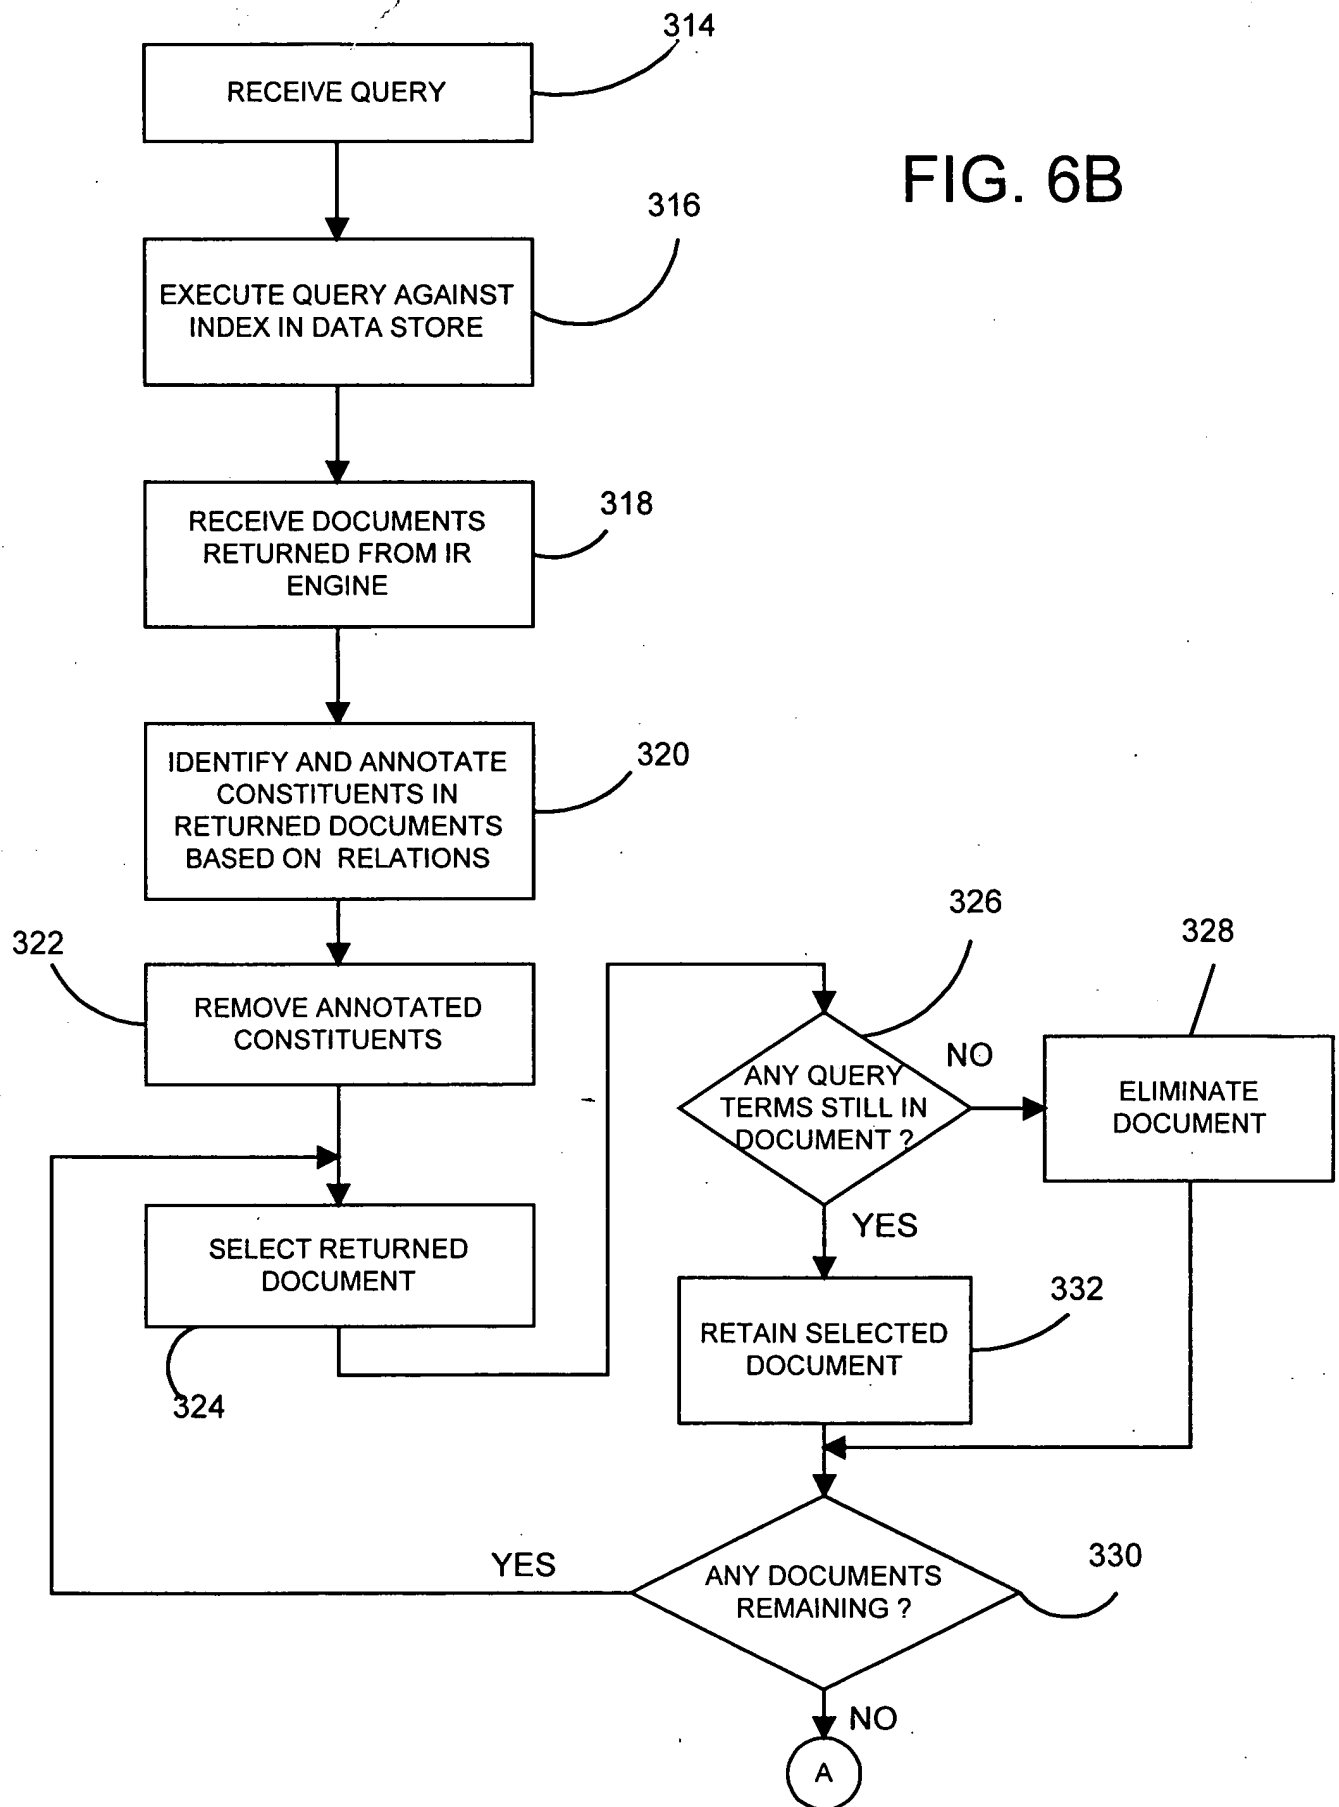 314
RECEIVE QUERY
FIG. 6B
316
EXECUTE QUERY AGAINST
INDEX IN DATA STORE
318
RECEIVE DOCUMENTS
RETURNED FROM IR
ENGINE
320
IDENTIFY AND ANNOTATE
CONSTITUENTS IN
RETURNED DOCUMENTS
BASED ON RELATIONS
322
REMOVE ANNOTATED
CONSTITUENTS
SELECT RETURNED
DOCUMENT
324
326
ANY QUERY
TERMS STILL IN
DOCUMENT ?
NO
328
ELIMINATE
DOCUMENT
YES
332
RETAIN SELECTED
DOCUMENT
330
ANY DOCUMENTS
REMAINING ?
YES
NO
A